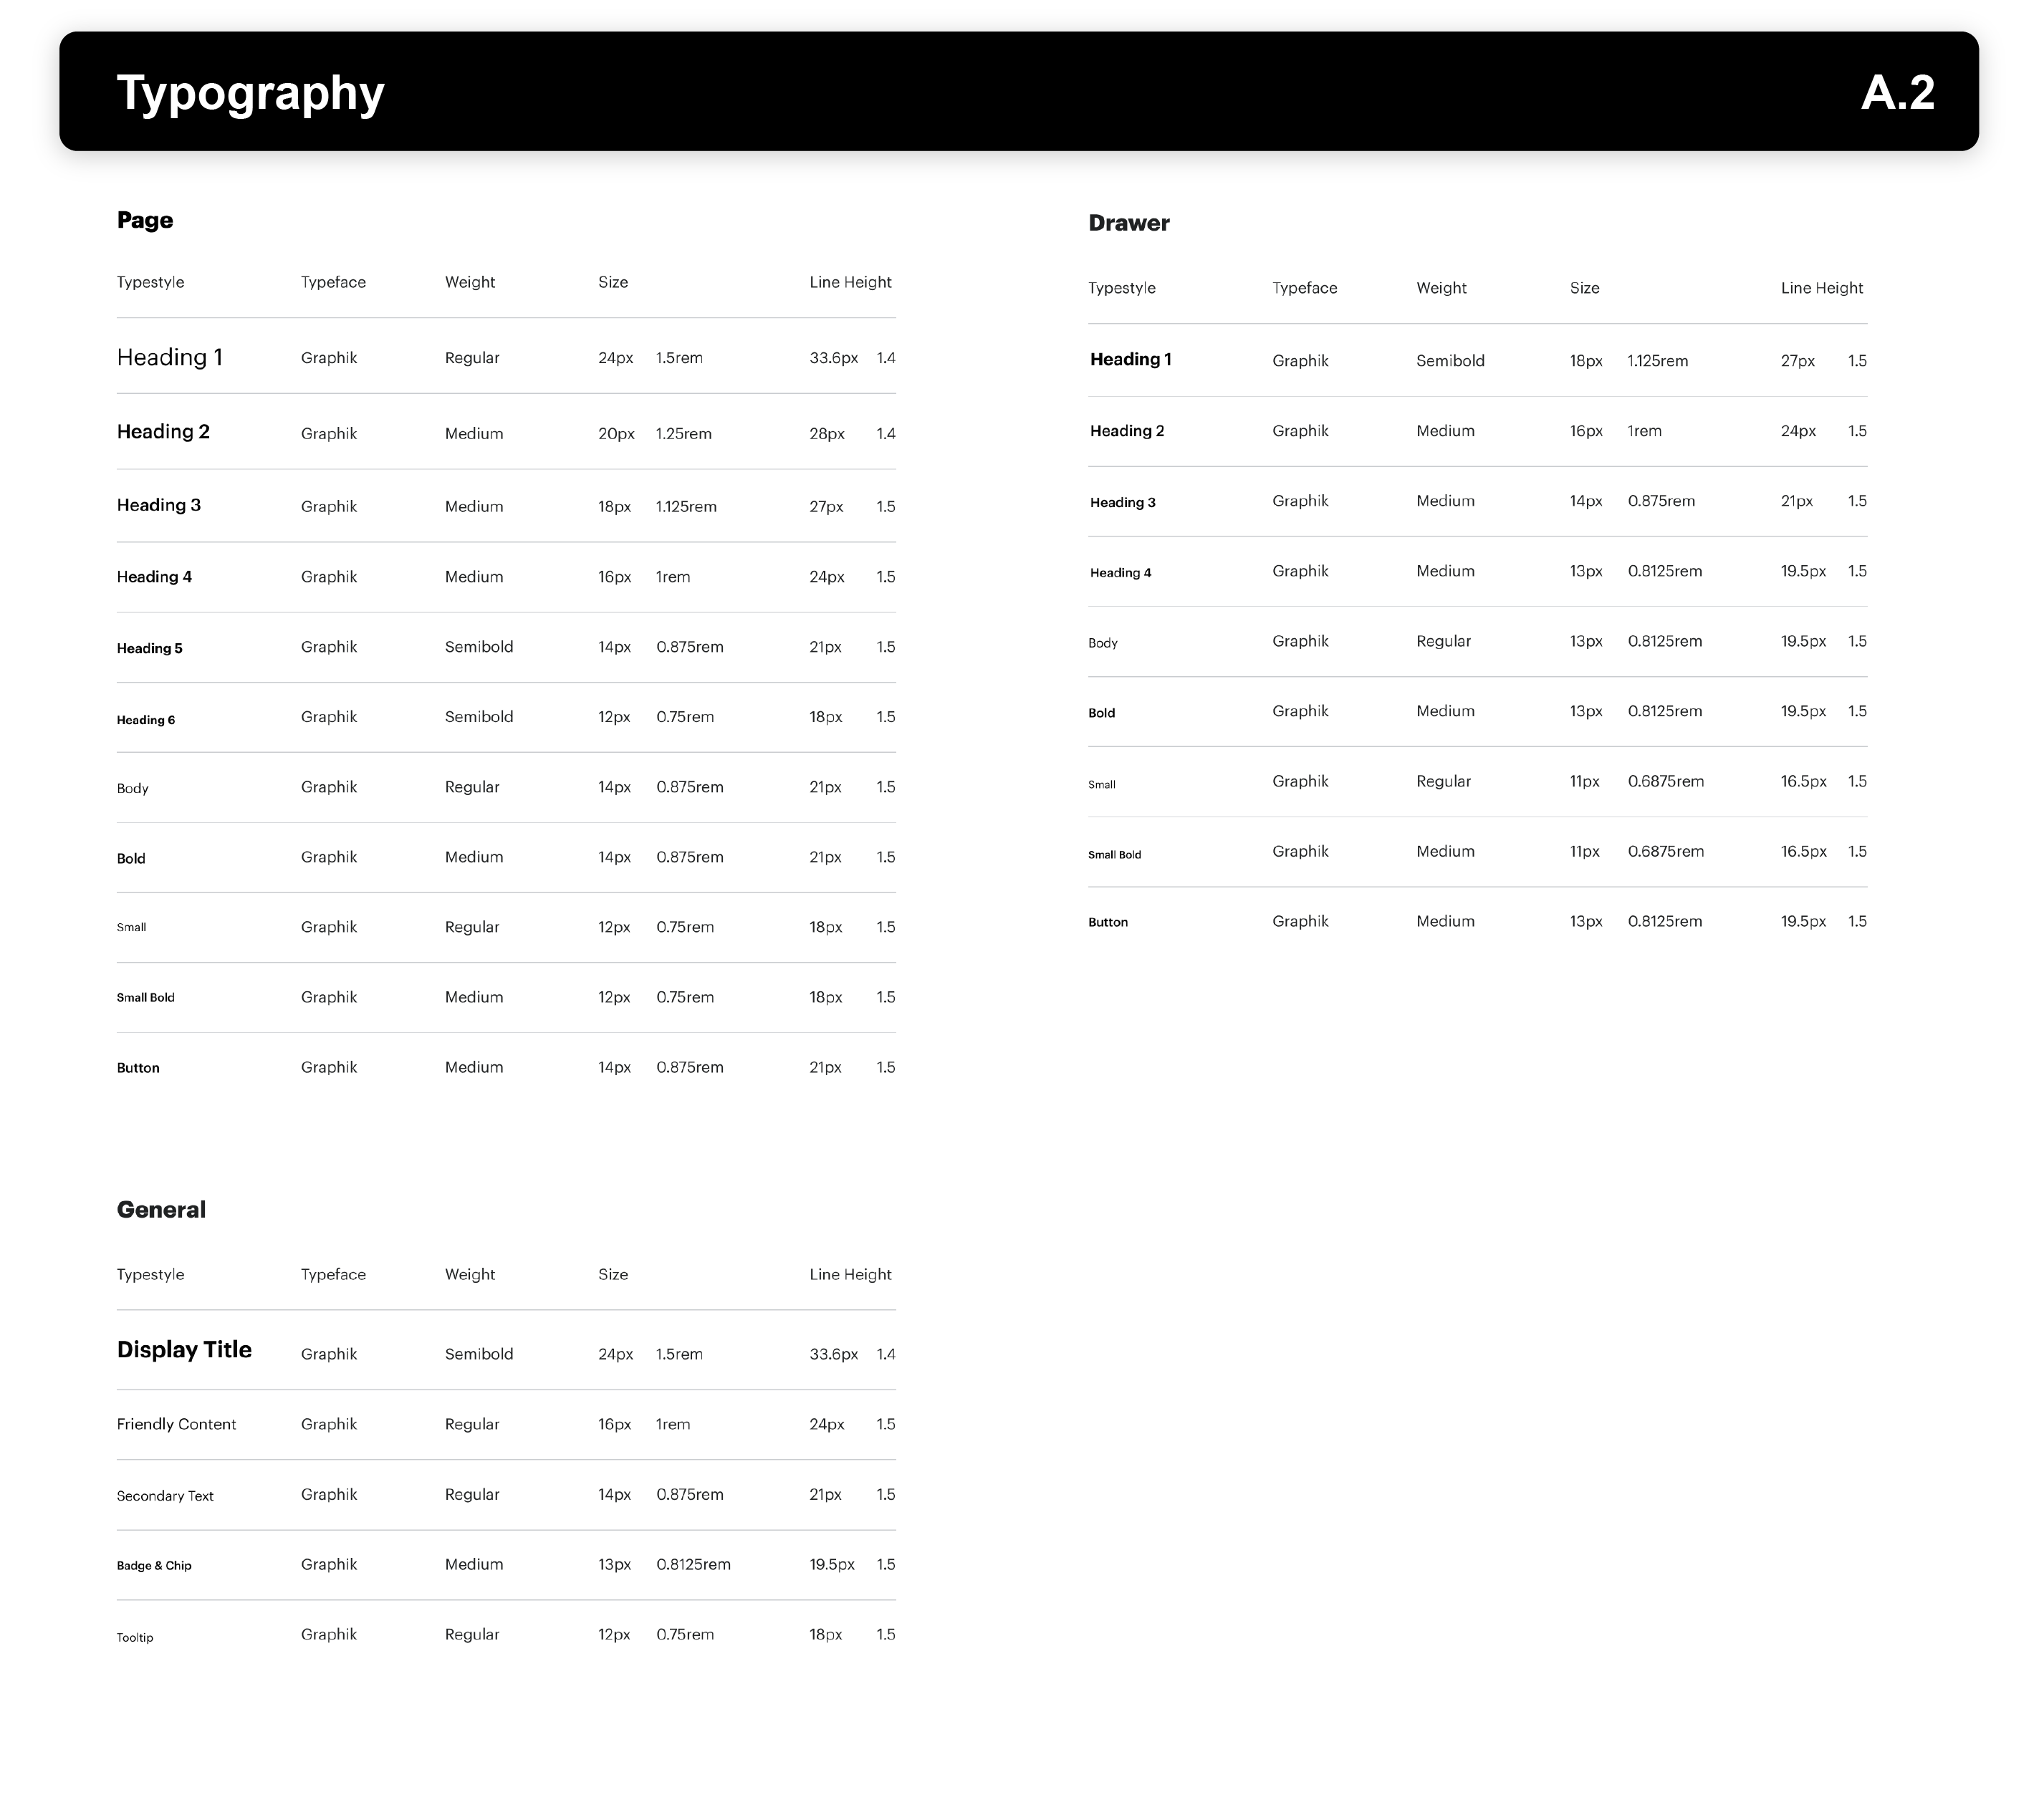 Typography A.2
Page
Typestyle Typeface Weight Size Line Height
Heading 1 Graphik Regular 24px 1.5rem 33.6px 1.4
Heading 2 Graphik Medium 20px 1.25rem 28px 1.4
Heading 3 Graphik Medium 18px 1.125rem 27px 1.5
Heading 4 Graphik Medium 16px 1rem 24px 1.5
Heading 5 Graphik Semibold 14px 0.875rem 21px 1.5
Heading 6 Graphik Semibold 12px 0.75rem 18px 1.5
Body Graphik Regular 14px 0.875rem 21px 1.5
Bold Graphik Medium 14px 0.875rem 21px 1.5
Small Graphik Regular 12px 0.75rem 18px 1.5
Small Bold Graphik Medium 12px 0.75rem 18px 1.5
Button Graphik Medium 14px 0.875rem 21px 1.5
Drawer
Typestyle Typeface Weight Size Line Height
Heading 1 Graphik Semibold 18px 1.125rem 27px 1.5
Heading 2 Graphik Medium 16px 1rem 24px 1.5
Heading 3 Graphik Medium 14px 0.875rem 21px 1.5
Heading 4 Graphik Medium 13px 0.8125rem 19.5px 1.5
Body Graphik Regular 13px 0.8125rem 19.5px 1.5
Bold Graphik Medium 13px 0.8125rem 19.5px 1.5
Small Graphik Regular 11px 0.6875rem 16.5px 1.5
Small Bold Graphik Medium 11px 0.6875rem 16.5px 1.5
Button Graphik Medium 13px 0.8125rem 19.5px 1.5
General
Typestyle Typeface Weight Size Line Height
Display Title Graphik Semibold 24px 1.5rem 33.6px 1.4
Friendly Content Graphik Regular 16px 1rem 24px 1.5
Secondary Text Graphik Regular 14px 0.875rem 21px 1.5
Badge & Chip Graphik Medium 13px 0.8125rem 19.5px 1.5
Tooltip Graphik Regular 12px 0.75rem 18px 1.5